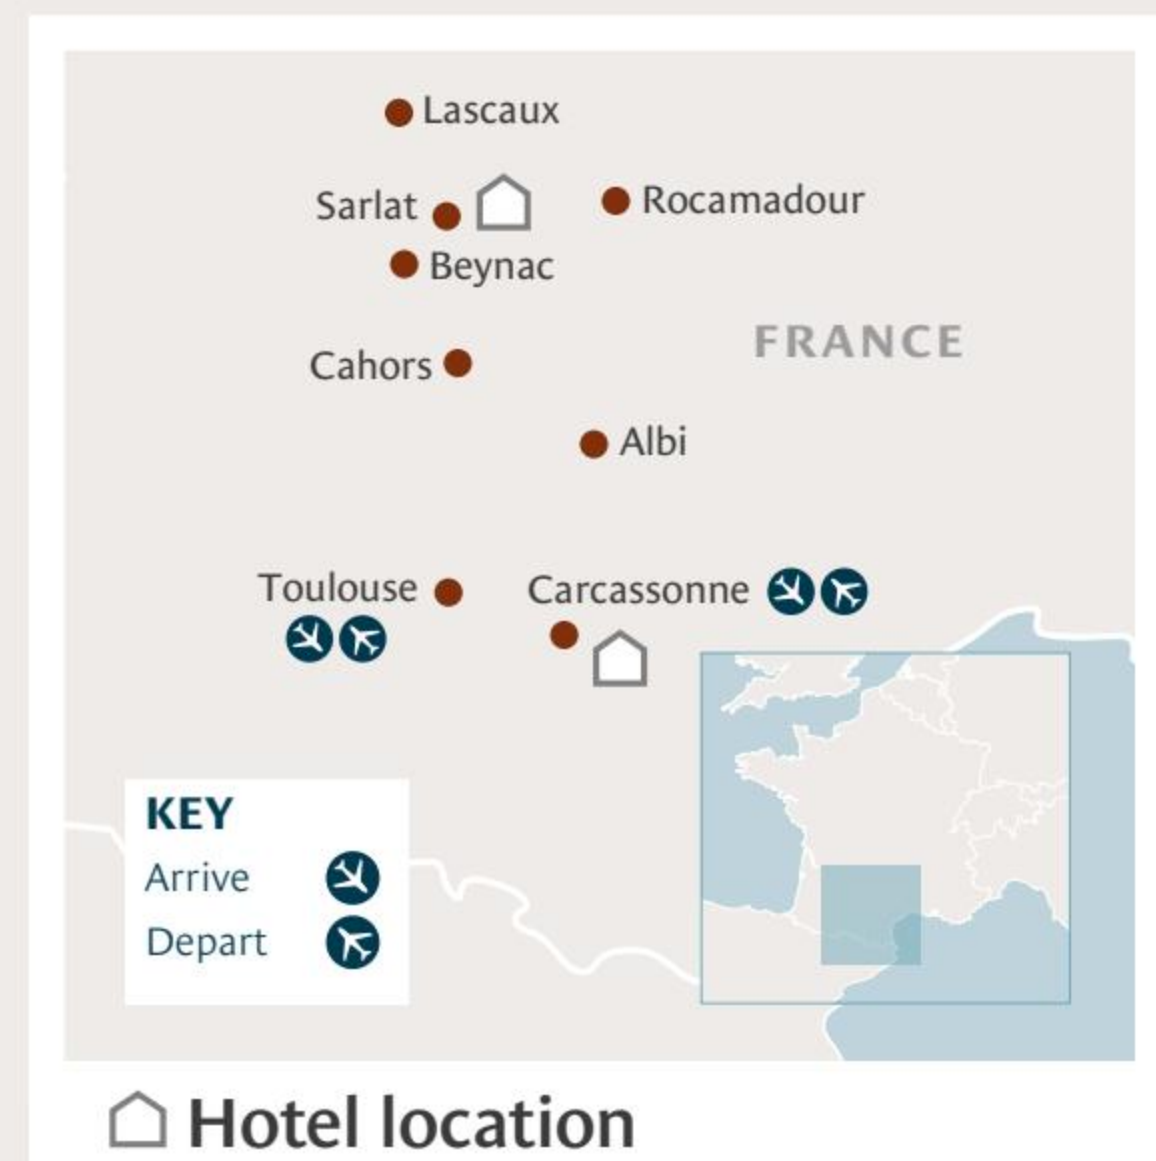 Lascaux
Sarlat
Rocamadour
Beynac
FRANCE
Cahors
Albi
Toulouse
Carcassonne
KEY
Arrive
Depart
Hotel location